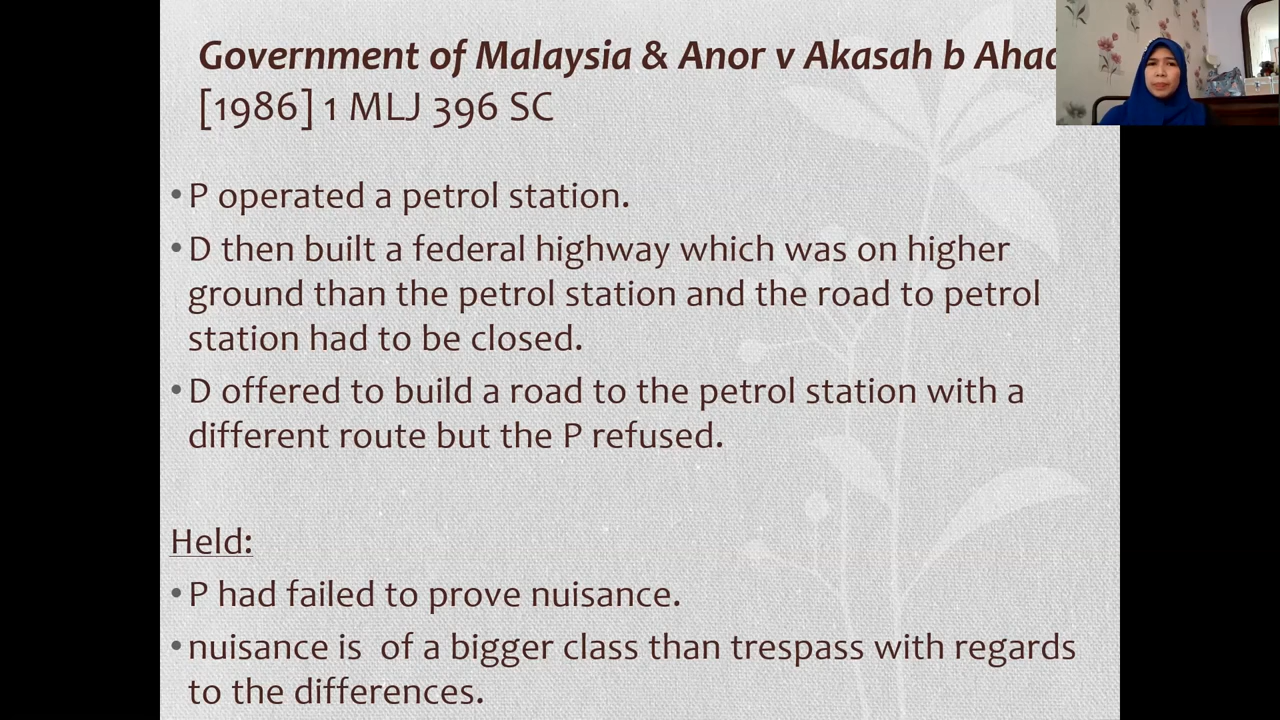 Government of Malaysia & Anor v Akasah b
[1986] 1 MLJ 396 SC
• P operated a petrol station.
• D then built a federal highway which was on higher
ground than the petrol station and the road to petrol
station had to be closed.
• D offered to build a road to the petrol station with a
different route but the P refused.
Held:
• P had failed to prove nuisance.
• nuisance is of a bigger class than trespass with regards
to the differences.